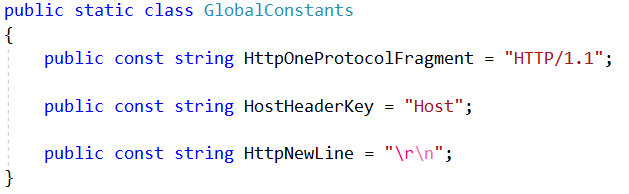 public static class GlobalConstants
{
    public const string HttpOneProtocolFragment = "HTTP/1.1";
    public const string HostHeaderKey = "Host";
    public const string HttpNewLine = "\r\n";
}